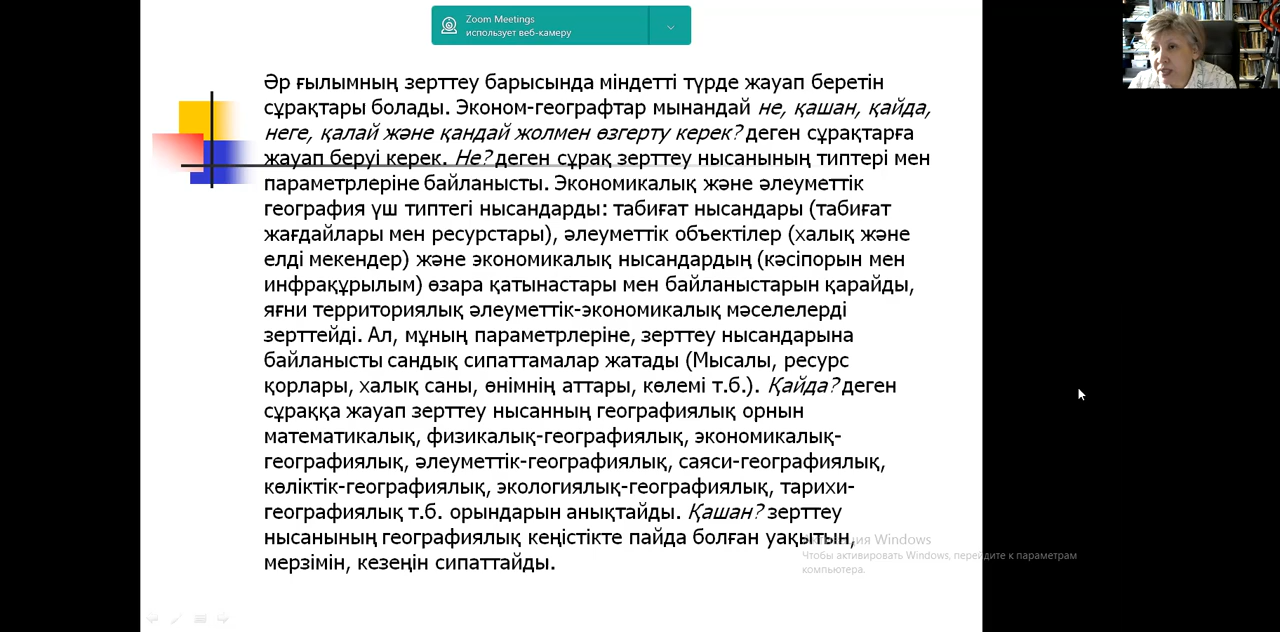 Zoom Meetings
использует веб-камеру
Әр ғылымның зерттеу барысында міндетті түрде жауап беретін
сұрақтары болады. Эконом-географтар мынандай не, қашан, қайда,
неге, қалай және қандай жолмен өзгерту керек? деген сұрақтарға
жауап беруі керек. Не? деген сұрақ зерттеу нысанының типтері мен
параметрлеріне байланысты. Экономикалық және әлеуметтік
география үш типтегі нысандарды: табиғат нысандары (табиғат
жағдайлары мен ресурстары), әлеуметтік объектілер (халық және
елді мекендер) және экономикалық нысандардың (кәсіпорын мен
инфрақұрылым) өзара қатынастары мен байланыстарын қарайды,
яғни территориялық әлеуметтік-экономикалық мәселелерді
зерттейді. Ал, мұның параметрлеріне, зерттеу нысандарына
байланысты сандық сипаттамалар жатады (Мысалы, ресурс
қорлары, халық саны, өнімнің аттары, көлемі т.б.). Қайда? деген
сұраққа жауап зерттеу нысанның географиялық орнын
математикалық, физикалық-географиялық, экономикалық-
географиялық, әлеуметтік-географиялық, саяси-географиялық,
көліктік-географиялық, экологиялық-географиялық, тарихи-
географиялық т.б. орындарын анықтайды. Қашан? зерттеу
нысанының географиялық кеңістікте пайда болған уақытын,
мерзімін, кезеңін сипаттайды.
Windows
Чтобы активировать Windows, перейдите к параметрам
компьютера.